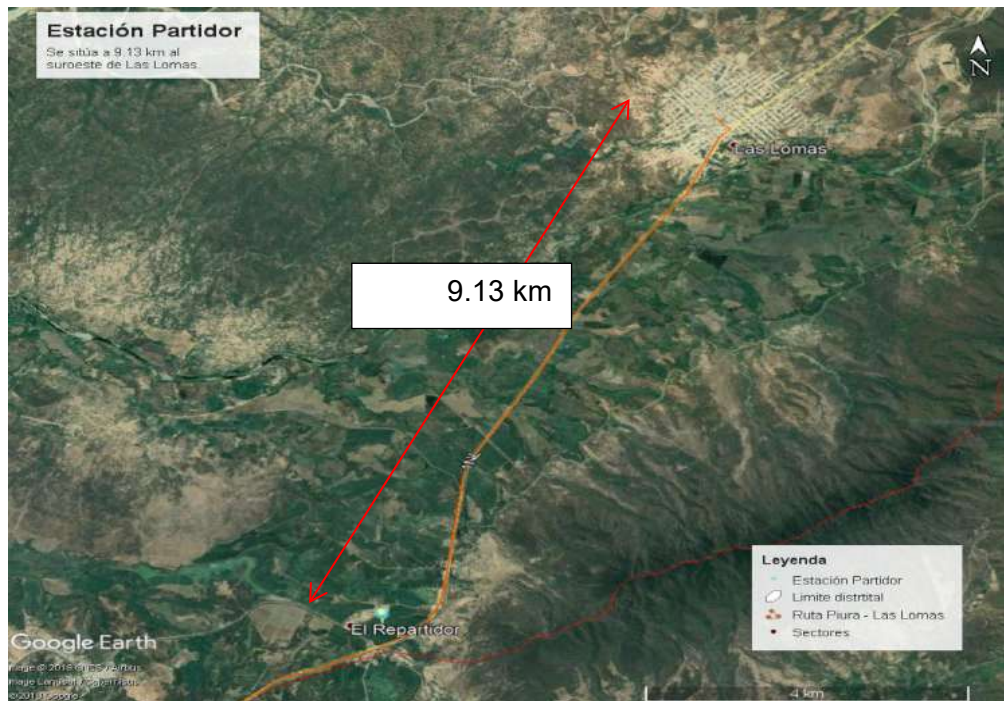 Estación Partidor
Se sitúa a 9.13 km al
suroeste de Las Lomas.
N
Las Lomas
9.13 km
El Repartidor
Leyenda
Estación Partidor
Limite distrtital
Ruta Piura - Las Lomas
Sectores
Google Earth
4 km